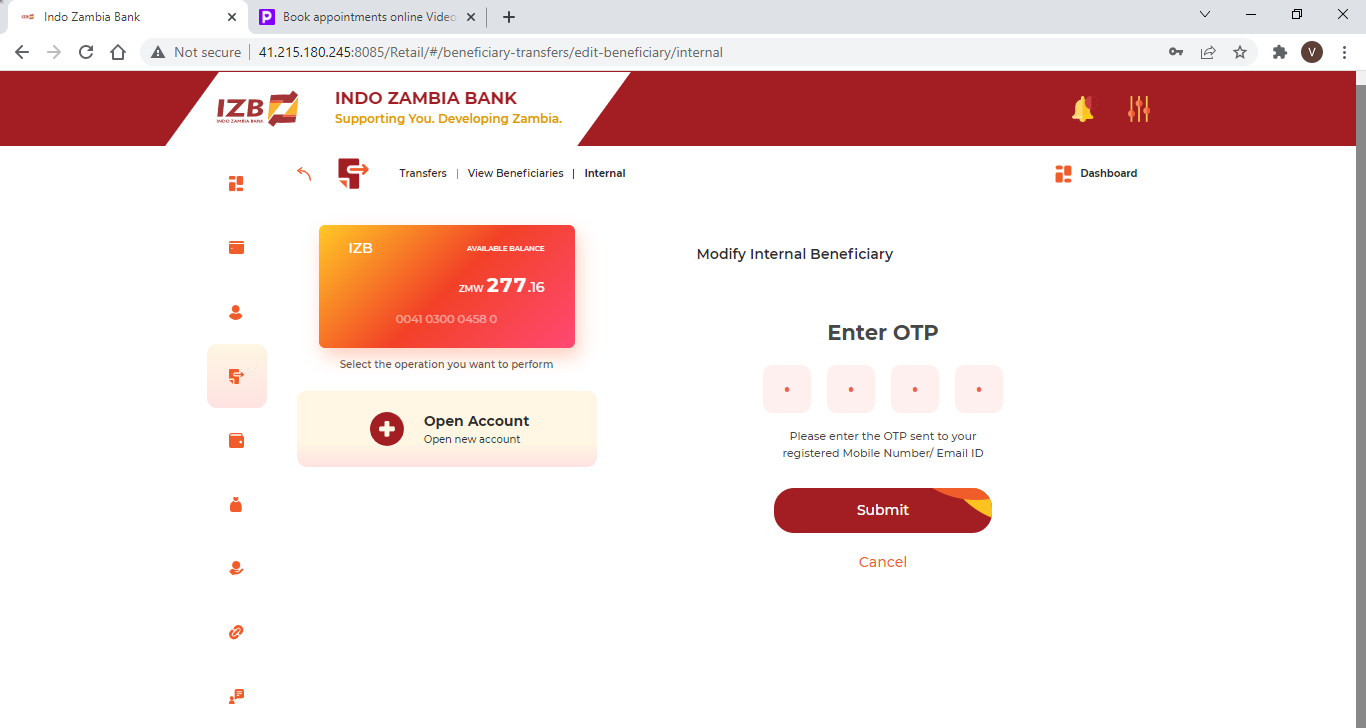 Indo Zambia Bank
Book appointments online Video
Not secure
41.215.180.245:8085/Retail/#/beneficiary-transfers/edit-beneficiary/internal
V
IZB
INDO ZAMBIA BANK
INDO ZAMBIA BANK
Supporting You. Developing Zambia.
Transfers | View Beneficiaries | Internal
Dashboard
IZB
AVAILABLE BALANCE
ZMW 277.16
0041 0300 0458 0
Select the operation you want to perform
Open Account
Open new account
Modify Internal Beneficiary
Enter OTP
Please enter the OTP sent to your
registered Mobile Number/ Email ID
Submit
Cancel